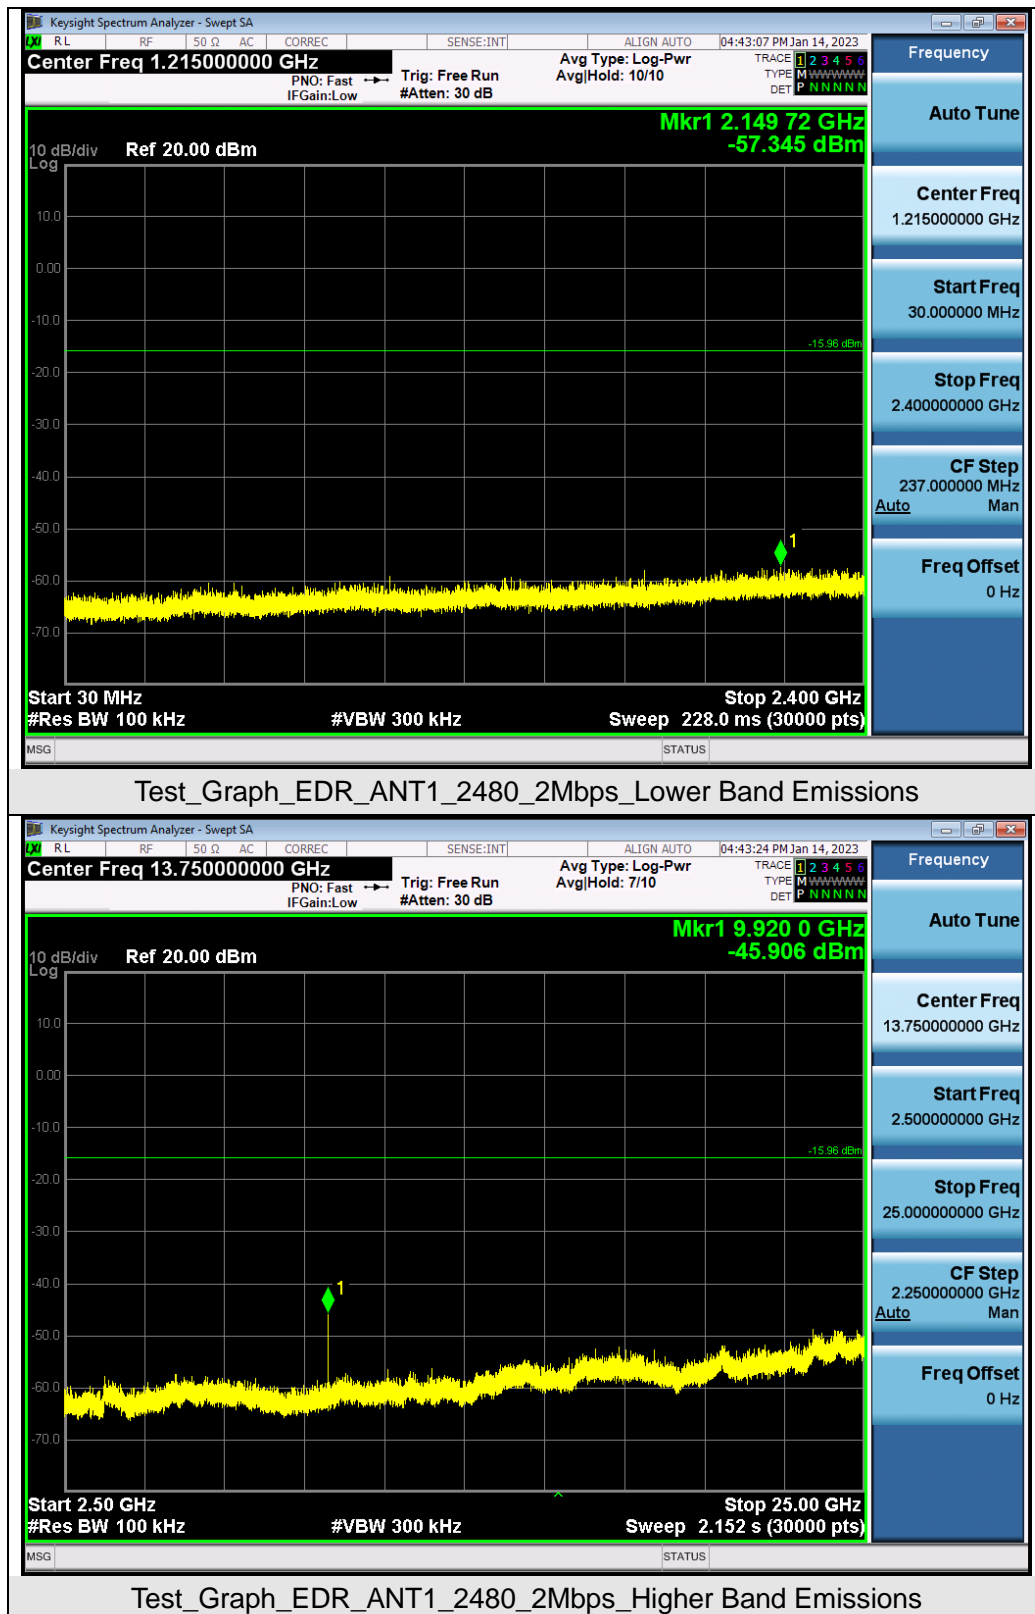 Keysight Spectrum Analyzer - Swept SA
LXI RL RF 50 Ω AC CORREC SENSE:INT ALIGN AUTO 04:43:07 PM Jan 14, 2023
Center Freq 1.215000000 GHz
PNO: Fast
IFGain:Low
Trig: Free Run
#Atten: 30 dB
Avg Type: Log-Pwr
Avg|Hold: 10/10
TRACE 1 2 3 4 5 6
TYPE M WWWWW
DET P N N N N N
Mkr1 2.149 72 GHz
-57.345 dBm
10 dB/div Ref 20.00 dBm
Log
10.0
0.00
-10.0
-15.96 dBm
-20.0
-30.0
-40.0
-50.0
1
-60.0
-70.0
Start 30 MHz Stop 2.400 GHz
#Res BW 100 kHz #VBW 300 kHz Sweep 228.0 ms (30000 pts)
MSG STATUS
Frequency
Auto Tune
Center Freq
1.215000000 GHz
Start Freq
30.000000 MHz
Stop Freq
2.400000000 GHz
CF Step
237.000000 MHz
Auto Man
Freq Offset
0 Hz
Test_Graph_EDR_ANT1_2480_2Mbps_Lower Band Emissions
Keysight Spectrum Analyzer - Swept SA
LXI RL RF 50 Ω AC CORREC SENSE:INT ALIGN AUTO 04:43:24 PM Jan 14, 2023
Center Freq 13.750000000 GHz
PNO: Fast
IFGain:Low
Trig: Free Run
#Atten: 30 dB
Avg Type: Log-Pwr
Avg|Hold: 7/10
TRACE 1 2 3 4 5 6
TYPE M WWWWW
DET P N N N N N
Mkr1 9.920 0 GHz
-45.906 dBm
10 dB/div Ref 20.00 dBm
Log
10.0
0.00
-10.0
-15.96 dBm
-20.0
-30.0
-40.0
1
-50.0
-60.0
-70.0
Start 2.50 GHz Stop 25.00 GHz
#Res BW 100 kHz #VBW 300 kHz Sweep 2.152 s (30000 pts)
MSG STATUS
Frequency
Auto Tune
Center Freq
13.750000000 GHz
Start Freq
2.500000000 GHz
Stop Freq
25.000000000 GHz
CF Step
2.250000000 GHz
Auto Man
Freq Offset
0 Hz
Test_Graph_EDR_ANT1_2480_2Mbps_Higher Band Emissions